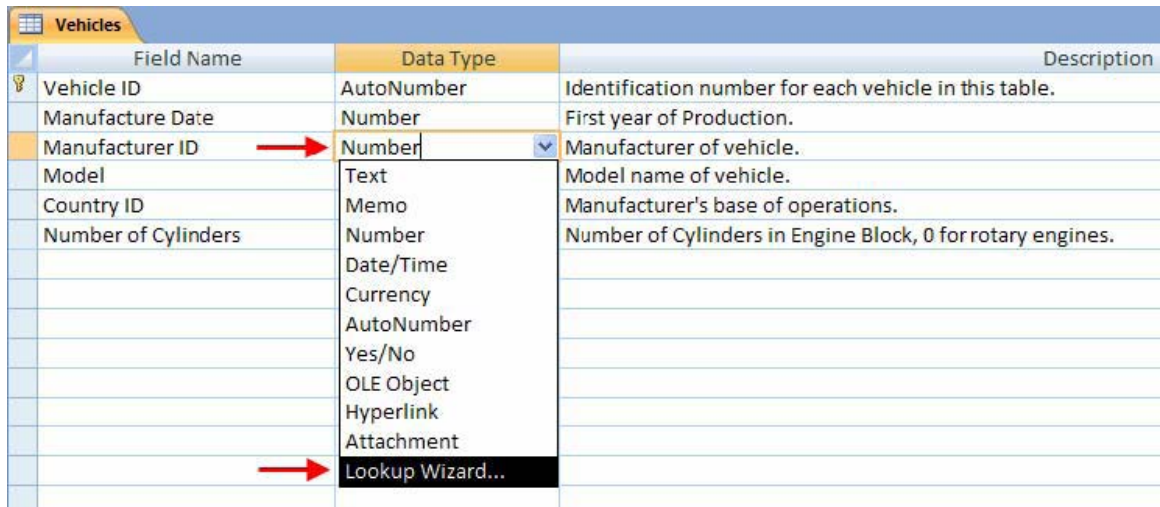 Vehicles
Field Name Data Type Description
Vehicle ID AutoNumber Identification number for each vehicle in this table.
Manufacture Date Number First year of Production.
Manufacturer ID Number Manufacturer of vehicle.
Model Text Model name of vehicle.
Country ID Memo Manufacturer's base of operations.
Number of Cylinders Number Number of Cylinders in Engine Block, 0 for rotary engines.
Date/Time
Currency
AutoNumber
Yes/No
OLE Object
Hyperlink
Attachment
Lookup Wizard...